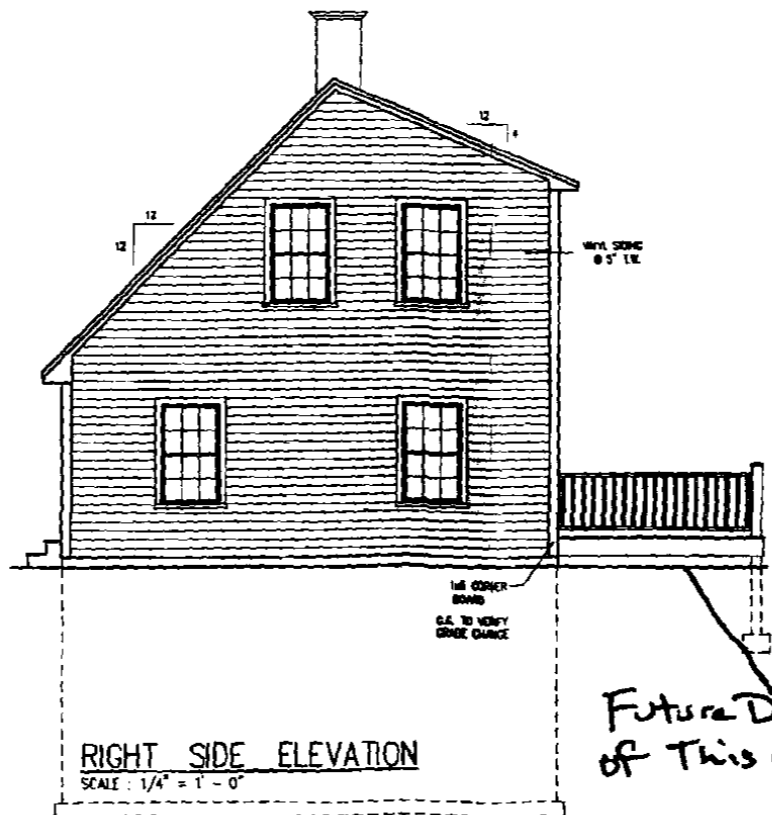 12
4
12
12
VINYL SIDING
@ 5" T.W.
1x6 CORNER
BOARD
G.C. TO VERIFY
GRADE CHANGE
Future D
of This
RIGHT SIDE ELEVATION
SCALE : 1/4" = 1' - 0"